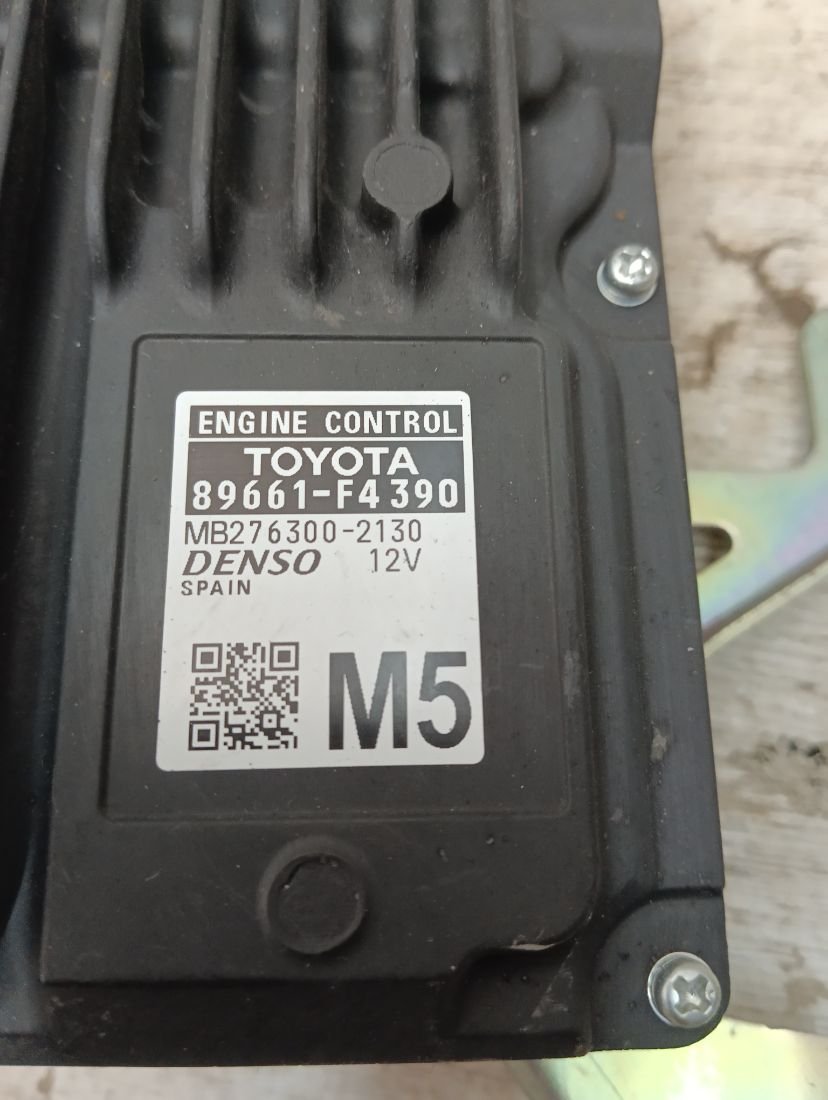 ENGINE CONTROL
TOYOTA
89661-F4390
MB276300-2130
DENSO 12V
SPAIN
M5